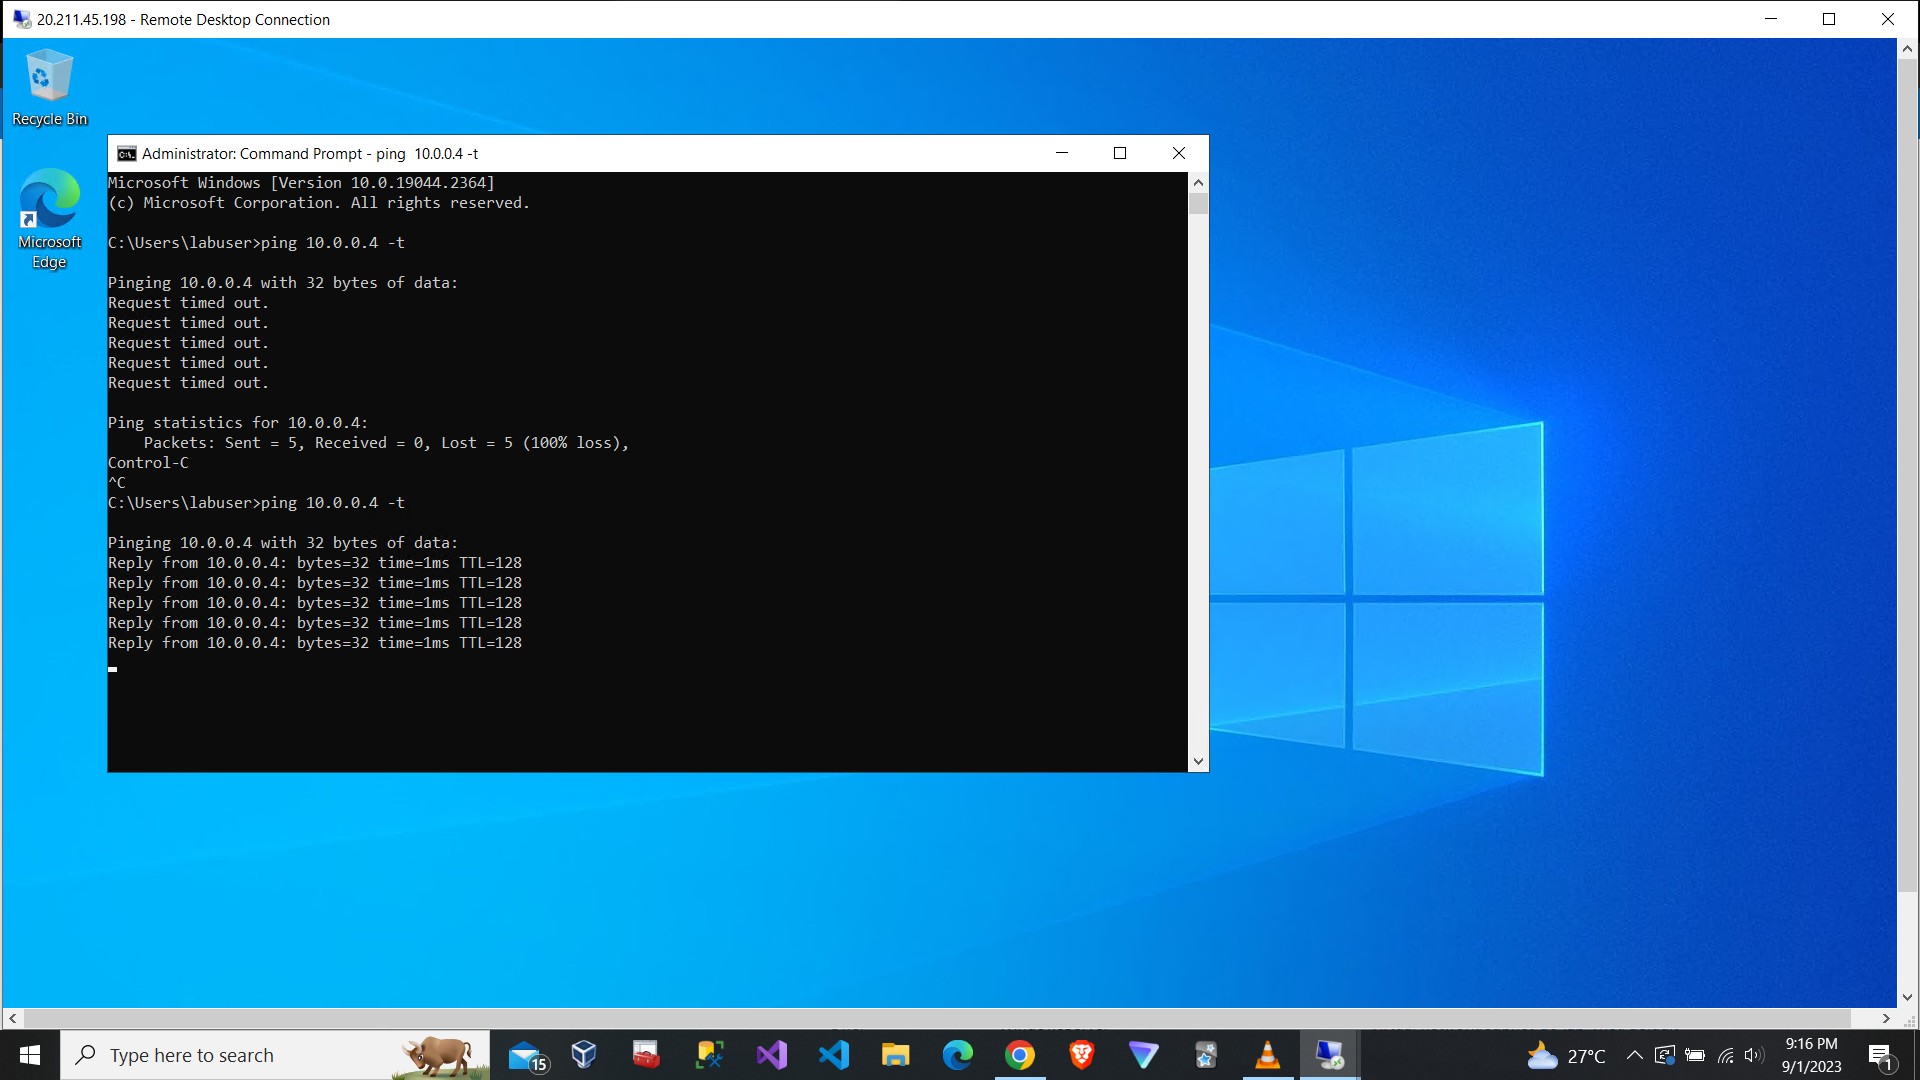 20.211.45.198 - Remote Desktop Connection
Recycle Bin
Microsoft
Edge
Administrator: Command Prompt - ping  10.0.0.4 -t
Microsoft Windows [Version 10.0.19044.2364]
(c) Microsoft Corporation. All rights reserved.
C:\Users\labuser>ping 10.0.0.4 -t
Pinging 10.0.0.4 with 32 bytes of data:
Request timed out.
Request timed out.
Request timed out.
Request timed out.
Request timed out.
Ping statistics for 10.0.0.4:
    Packets: Sent = 5, Received = 0, Lost = 5 (100% loss),
Control-C
^C
C:\Users\labuser>ping 10.0.0.4 -t
Pinging 10.0.0.4 with 32 bytes of data:
Reply from 10.0.0.4: bytes=32 time=1ms TTL=128
Reply from 10.0.0.4: bytes=32 time=1ms TTL=128
Reply from 10.0.0.4: bytes=32 time=1ms TTL=128
Reply from 10.0.0.4: bytes=32 time=1ms TTL=128
Reply from 10.0.0.4: bytes=32 time=1ms TTL=128
Type here to search
15
27°C
9:16 PM
9/1/2023
1